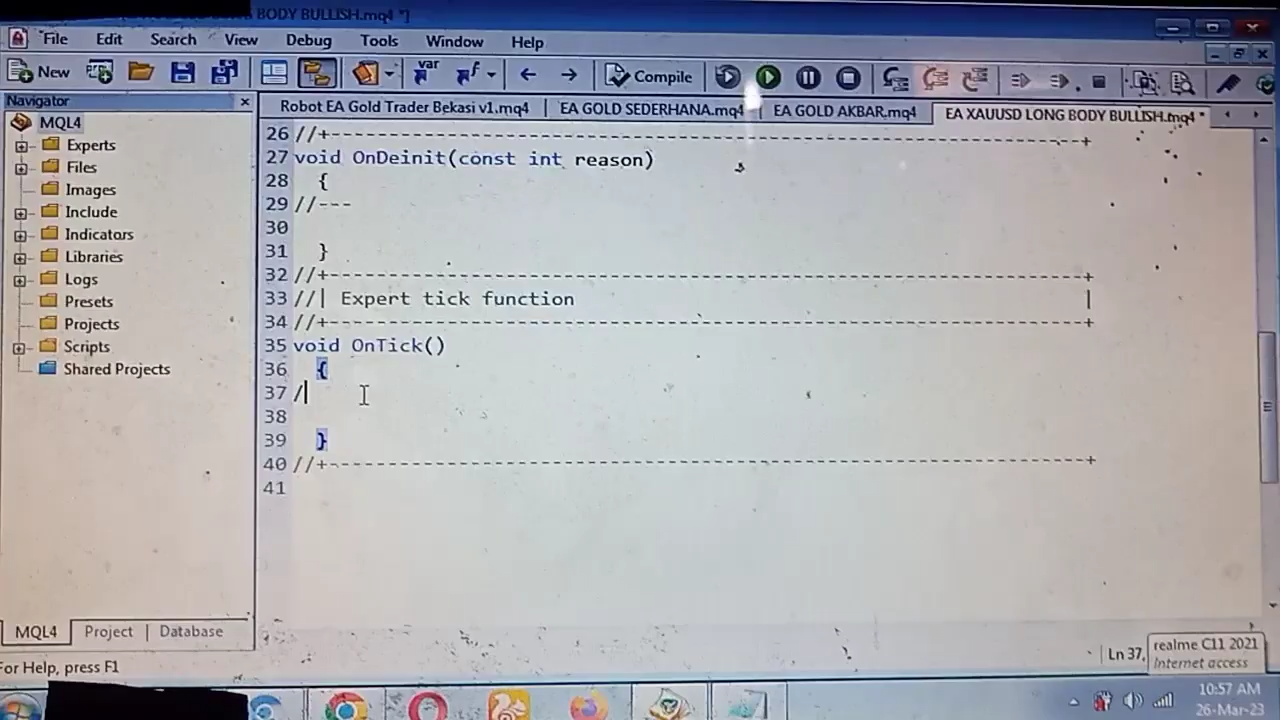 BODY BULLISH.mq4 *]
File Edit Search View Debug Tools Window Help
New var f Compile
Navigator ×
Robot EA Gold Trader Bekasi v1.mq4 EA GOLD SEDERHANA.mq4 EA GOLD AKBAR.mq4 EA XAUUSD LONG BODY BULLISH.mq4 *
MQL4
Experts
Files
Images
Include
Indicators
Libraries
Logs
Presets
Projects
Scripts
Shared Projects
26 //+------------------------------------------------------------------+
27 void OnDeinit(const int reason)
28 {
29 //---
30
31 }
32 //+------------------------------------------------------------------+
33 //| Expert tick function |
34 //+------------------------------------------------------------------+
35 void OnTick()
36 {
37 /
38
39 }
40 //+------------------------------------------------------------------+
41
MQL4 Project Database
For Help, press F1
Ln 37,
realme C11 2021
Internet access
10:57 AM
26-Mar-23